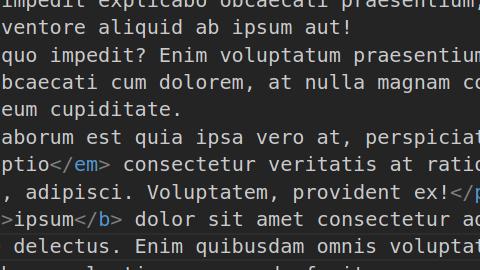 impedit explicabo obcaecati praesentium,
ventore aliquid ab ipsum aut!
quo impedit? Enim voluptatum praesentium
bcaecati cum dolorem, at nulla magnam co
eum cupiditate.
aborum est quia ipsa vero at, perspiciat
ptio</em> consectetur veritatis at ratio
, adipisci. Voluptatem, provident ex!</p
>ipsum</b> dolor sit amet consectetur ad
delectus. Enim quibusdam omnis voluptat